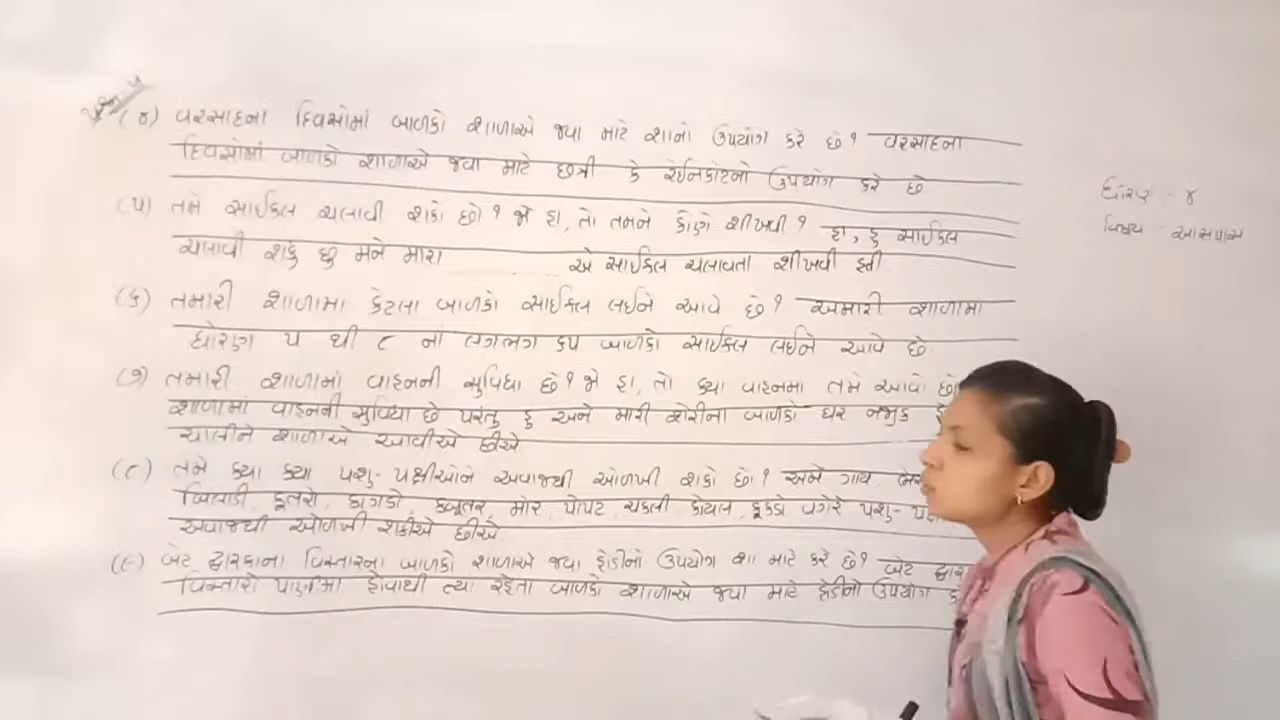 (૪) વરસાદના દિવસોમાં બાળકો શાળાએ જવા માટે શાનો ઉપયોગ કરે છે ? વરસાદના
દિવસોમાં બાળકો શાળાએ જવા માટે છત્રી કે રેઈનકોટનો ઉપયોગ કરે છે
(૫) તમે સાઈકલ ચલાવી શકો છો ? જો હા, તો તમને કોણે શીખવી ? હા, હુ સાઈકલ
ચલાવી શકુ છુ મને મારા એ સાઈકલ ચલાવતા શીખવી હતી
(૬) તમારી શાળામા કેટલા બાળકો સાઈકલ લઈને આવે છે ? અમારી શાળામા
ધોરણ ૫ થી ૮ ના લગભગ ૬૫ બાળકો સાઈકલ લઈને આવે છે
(૭) તમારી શાળામાં વાહનની સુવિધા છે ? જો હા, તો ક્યા વાહનમા તમે આવો છો
શાળામાં વાહનની સુવિધા છે પરંતુ હુ અને મારી શેરીના બાળકો ઘર નજીક
ચાલીને શાળાએ આવીએ છીએ
(૮) તમે ક્યા ક્યા પશુ-પક્ષીઓને અવાજથી ઓળખી શકો છો ? અમે ગાય,
બિલાડી, કૂતરો, કાગડો, કબૂતર, મોર, પોપટ, ચકલી કોયલ, કૂકડો વગેરે પશુ-
અવાજથી ઓળખી શકીએ છીએ.
(૯) બેટ દ્વારકાના વિસ્તારના બાળકો શાળાએ જવા હોડીનો ઉપયોગ શા માટે કરે છે ? બેટ
વિસ્તારો પાણીમા હોવાથી ત્યા રહેતા બાળકો શાળાએ જવા માટે હોડીનો ઉપયોગ
ધોરણ - ૪
વિષય આસપાસ